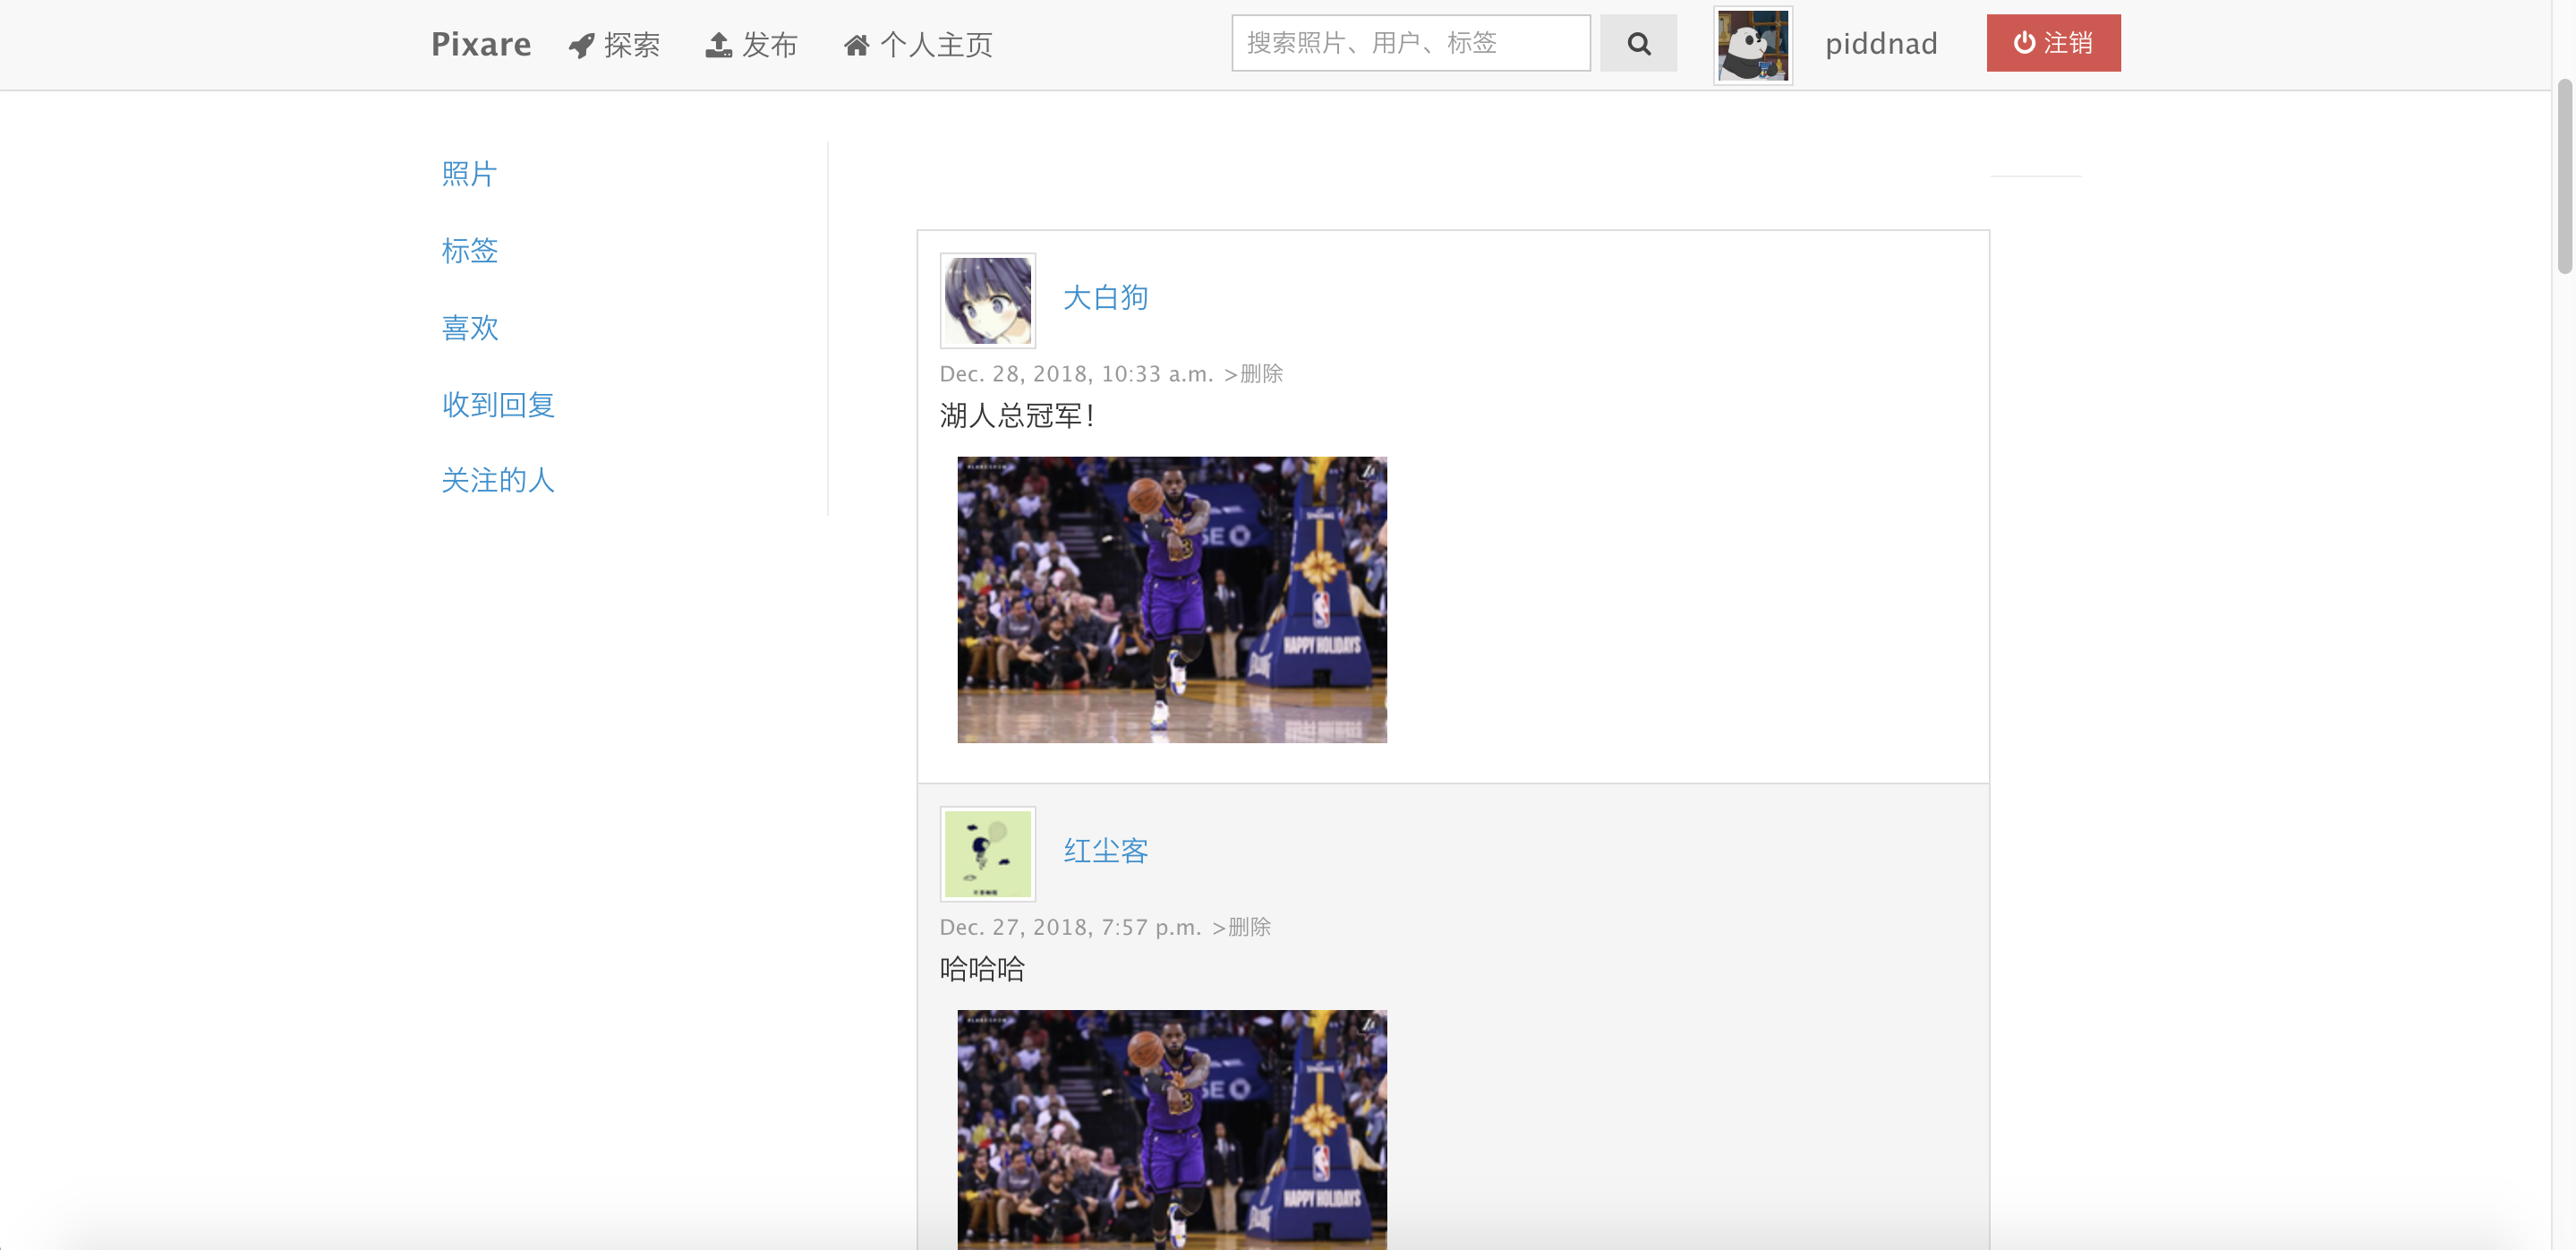 Pixare 探索 发布 个人主页 搜索照片、用户、标签 piddnad 注销
照片
标签
喜欢
收到回复
关注的人
大白狗
Dec. 28, 2018, 10:33 a.m. >删除
湖人总冠军！
HAPPY HOLIDAYS
红尘客
Dec. 27, 2018, 7:57 p.m. >删除
哈哈哈
HAPPY HOLIDAYS